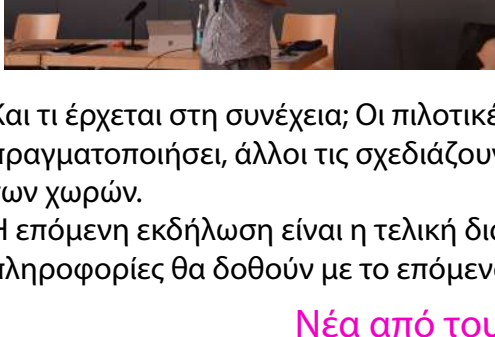 Και τι έρχεται στη συνέχεια; Οι πιλοτικέ
πραγματοποιήσει, άλλοι τις σχεδιάζουν
των χωρών.
Η επόμενη εκδήλωση είναι η τελική δια
πληροφορίες θα δοθούν με το επόμενο
Νέα από του